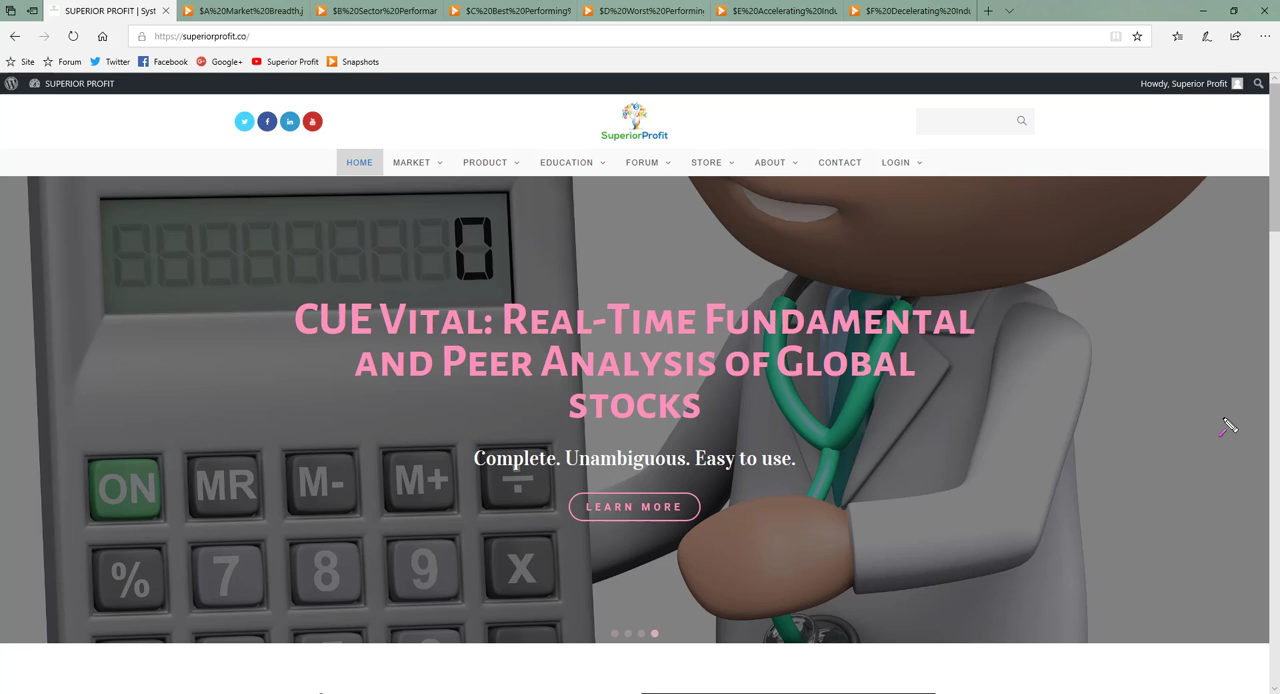 SUPERIOR PROFIT | Syst
$A%20Market%20Breadth.j
$B%20Sector%20Performar
$C%20Best%20Performing%
$D%20Worst%20Performin
$E%20Accelerating%20Indu
$F%20Decelerating%20Indu
https://superiorprofit.co/
Site
Forum
Twitter
Facebook
Google+
Superior Profit
Snapshots
SUPERIOR PROFIT
Howdy, Superior Profit
SuperiorProfit
HOME
MARKET
PRODUCT
EDUCATION
FORUM
STORE
ABOUT
CONTACT
LOGIN
0
CUE Vital: Real-Time Fundamental
and Peer Analysis of Global
stocks
Complete. Unambiguous. Easy to use.
LEARN MORE
ON MR M- M+ ÷
% 7 8 9 X